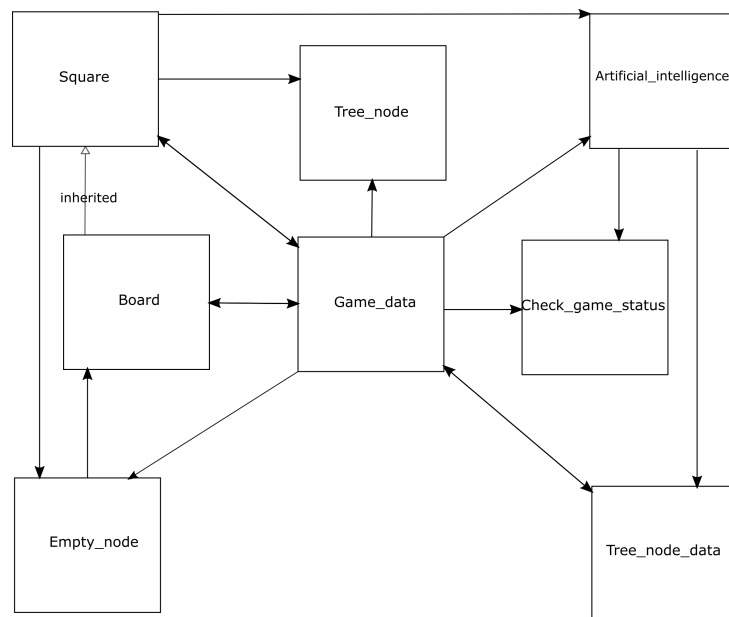 Square
Artificial_intelligence
Tree_node
inherited
Board
Game_data
Check_game_status
Empty_node
Tree_node_data